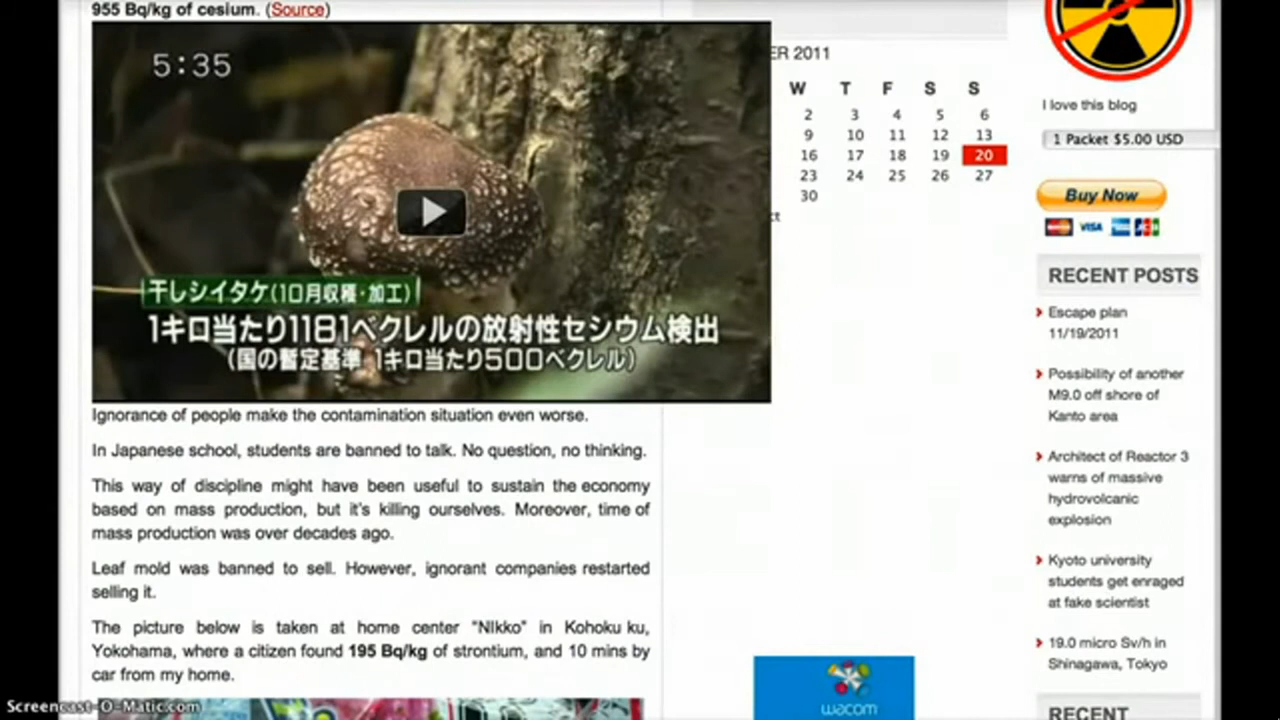 955 Bq/kg of cesium. (Source)
5:35
干しシイタケ(10月収穫・加工)
1キロ当たり1181ベクレルの放射性セシウム検出
(国の暫定基準 1キロ当たり500ベクレル)
Ignorance of people make the contamination situation even worse.
In Japanese school, students are banned to talk. No question, no thinking.
This way of discipline might have been useful to sustain the economy
based on mass production, but it's killing ourselves. Moreover, time of
mass production was over decades ago.
Leaf mold was banned to sell. However, ignorant companies restarted
selling it.
The picture below is taken at home center "NIkko" in Kohoku ku,
Yokohama, where a citizen found 195 Bq/kg of strontium, and 10 mins by
car from my home.
ER 2011
W T F S S
2 3 4 5 6
9 10 11 12 13
16 17 18 19 20
23 24 25 26 27
30
ct
wacom
I love this blog
1 Packet $5.00 USD
Buy Now
VISA
RECENT POSTS
Escape plan
11/19/2011
Possibility of another
M9.0 off shore of
Kanto area
Architect of Reactor 3
warns of massive
hydrovolcanic
explosion
Kyoto university
students get enraged
at fake scientist
19.0 micro Sv/h in
Shinagawa, Tokyo
RECENT
Screencast-O-Matic.com